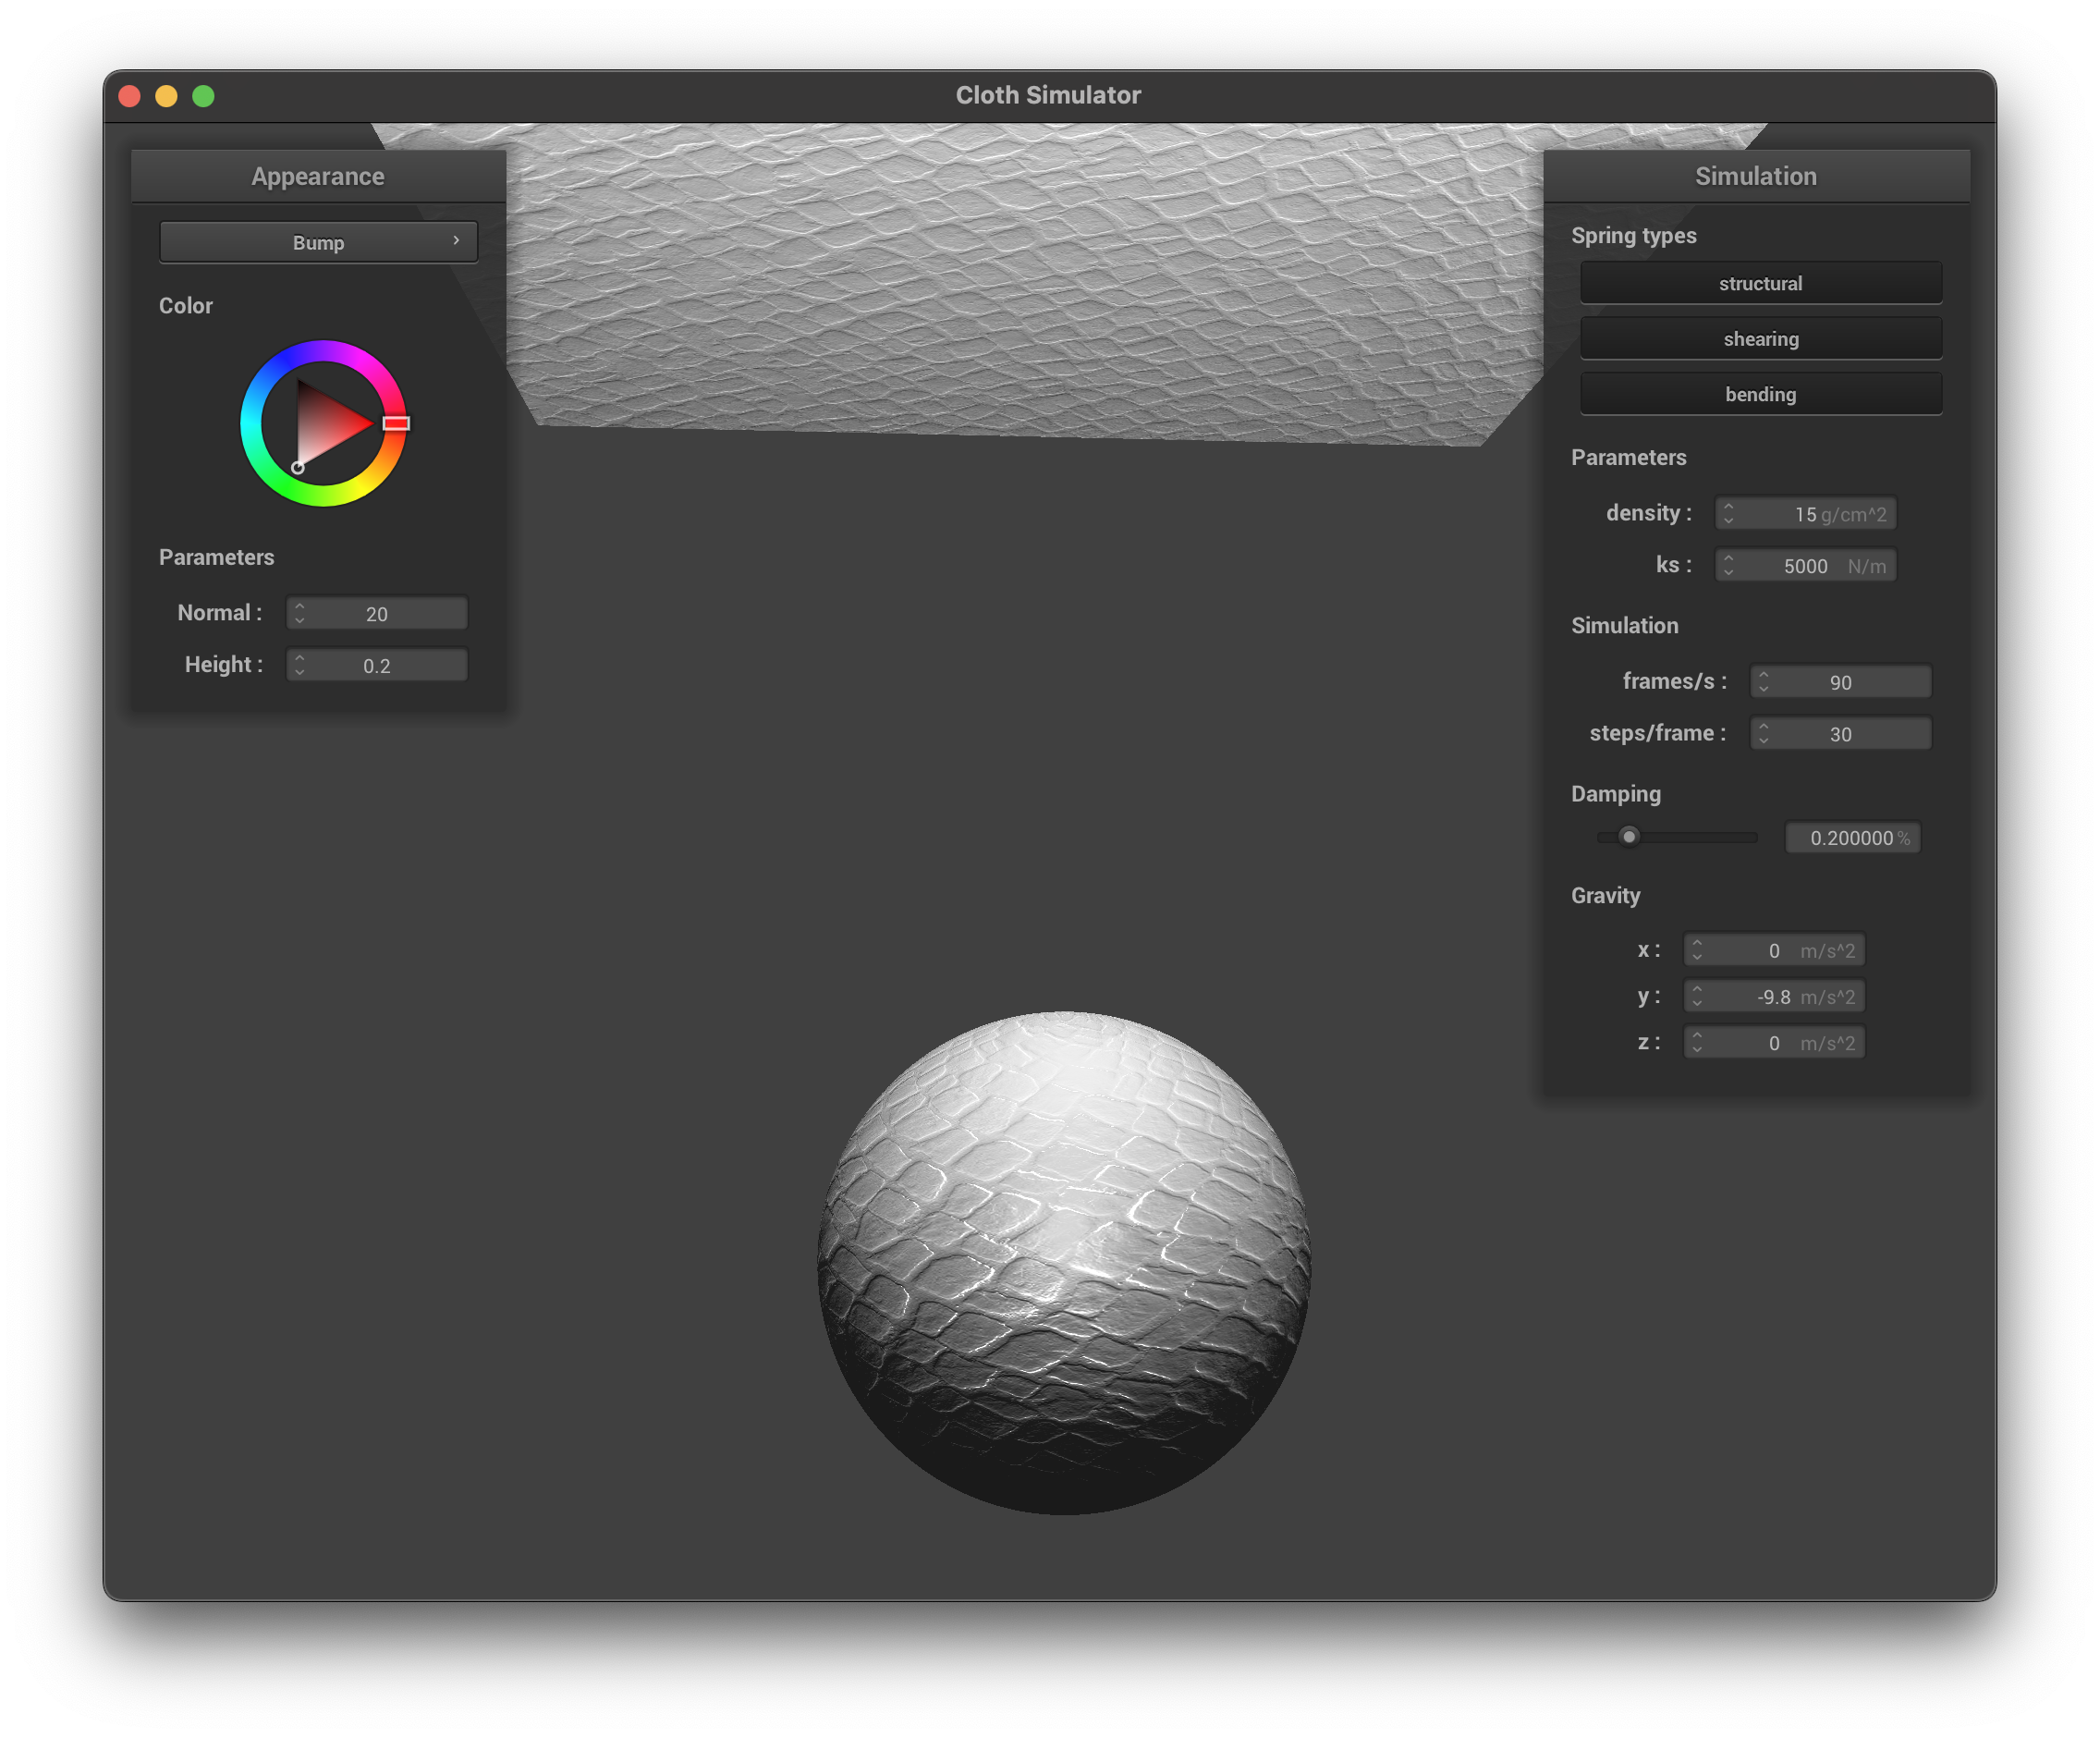 Cloth Simulator
Appearance
Bump
Color
Parameters
Normal : 20
Height : 0.2
Simulation
Spring types
structural
shearing
bending
Parameters
density : 15 g/cm^2
ks : 5000 N/m
Simulation
frames/s : 90
steps/frame : 30
Damping
0.200000 %
Gravity
x : 0 m/s^2
y : -9.8 m/s^2
z : 0 m/s^2